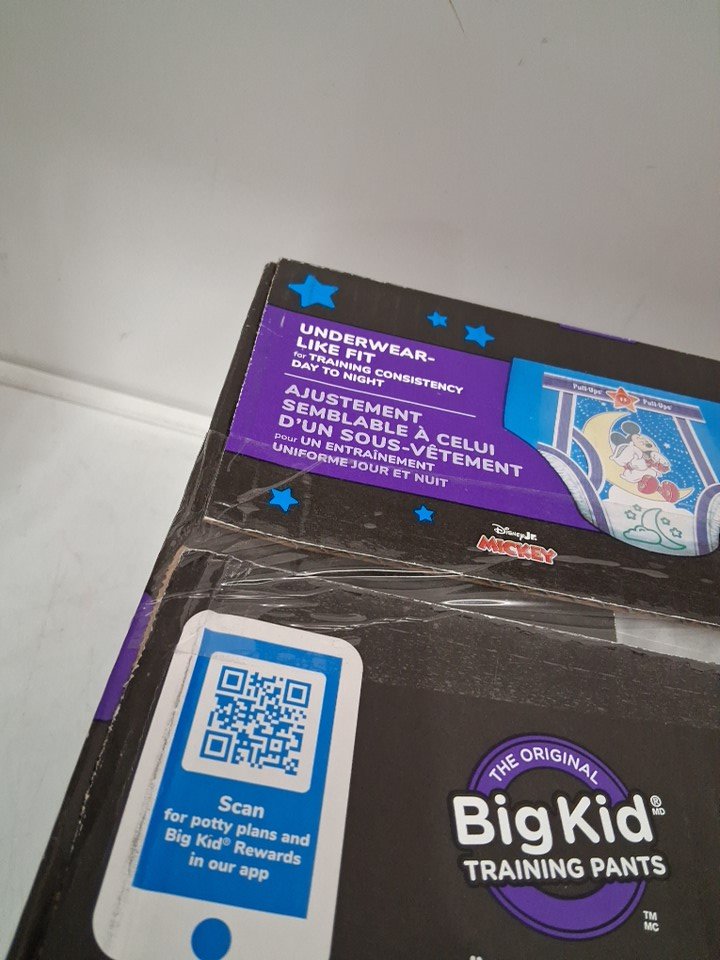 UNDERWEAR-
LIKE FIT
for TRAINING CONSISTENCY
DAY TO NIGHT
AJUSTEMENT
SEMBLABLE À CELUI
D'UN SOUS-VÊTEMENT
pour UN ENTRAÎNEMENT
UNIFORME JOUR ET NUIT
Pull-Ups® Pull-Ups®
Disney Jr.
MICKEY
Scan
for potty plans and
Big Kid® Rewards
in our app
THE ORIGINAL
Big Kid®
MD
TRAINING PANTS
TM
MC